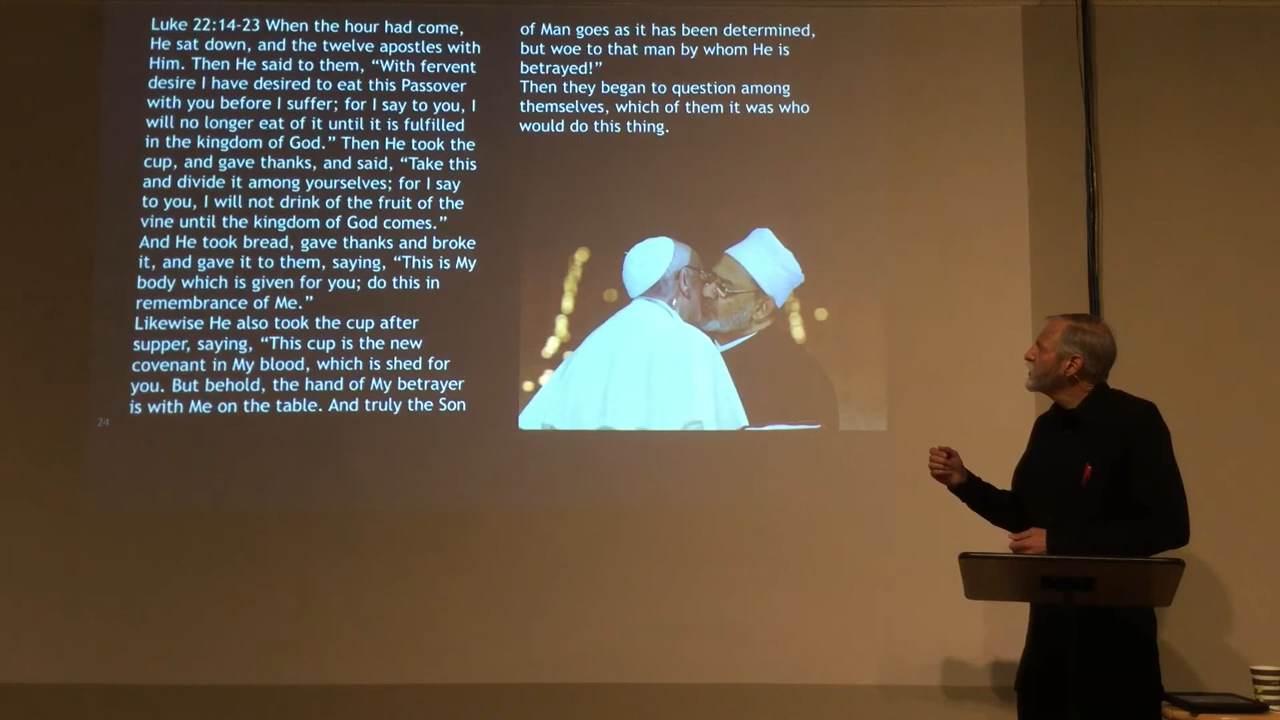 Luke 22:14-23 When the hour had come,
He sat down, and the twelve apostles with
Him. Then He said to them, “With fervent
desire I have desired to eat this Passover
with you before I suffer; for I say to you, I
will no longer eat of it until it is fulfilled
in the kingdom of God.” Then He took the
cup, and gave thanks, and said, “Take this
and divide it among yourselves; for I say
to you, I will not drink of the fruit of the
vine until the kingdom of God comes.”
And He took bread, gave thanks and broke
it, and gave it to them, saying, “This is My
body which is given for you; do this in
remembrance of Me.”
Likewise He also took the cup after
supper, saying, “This cup is the new
covenant in My blood, which is shed for
you. But behold, the hand of My betrayer
is with Me on the table. And truly the Son
24
of Man goes as it has been determined,
but woe to that man by whom He is
betrayed!”
Then they began to question among
themselves, which of them it was who
would do this thing.